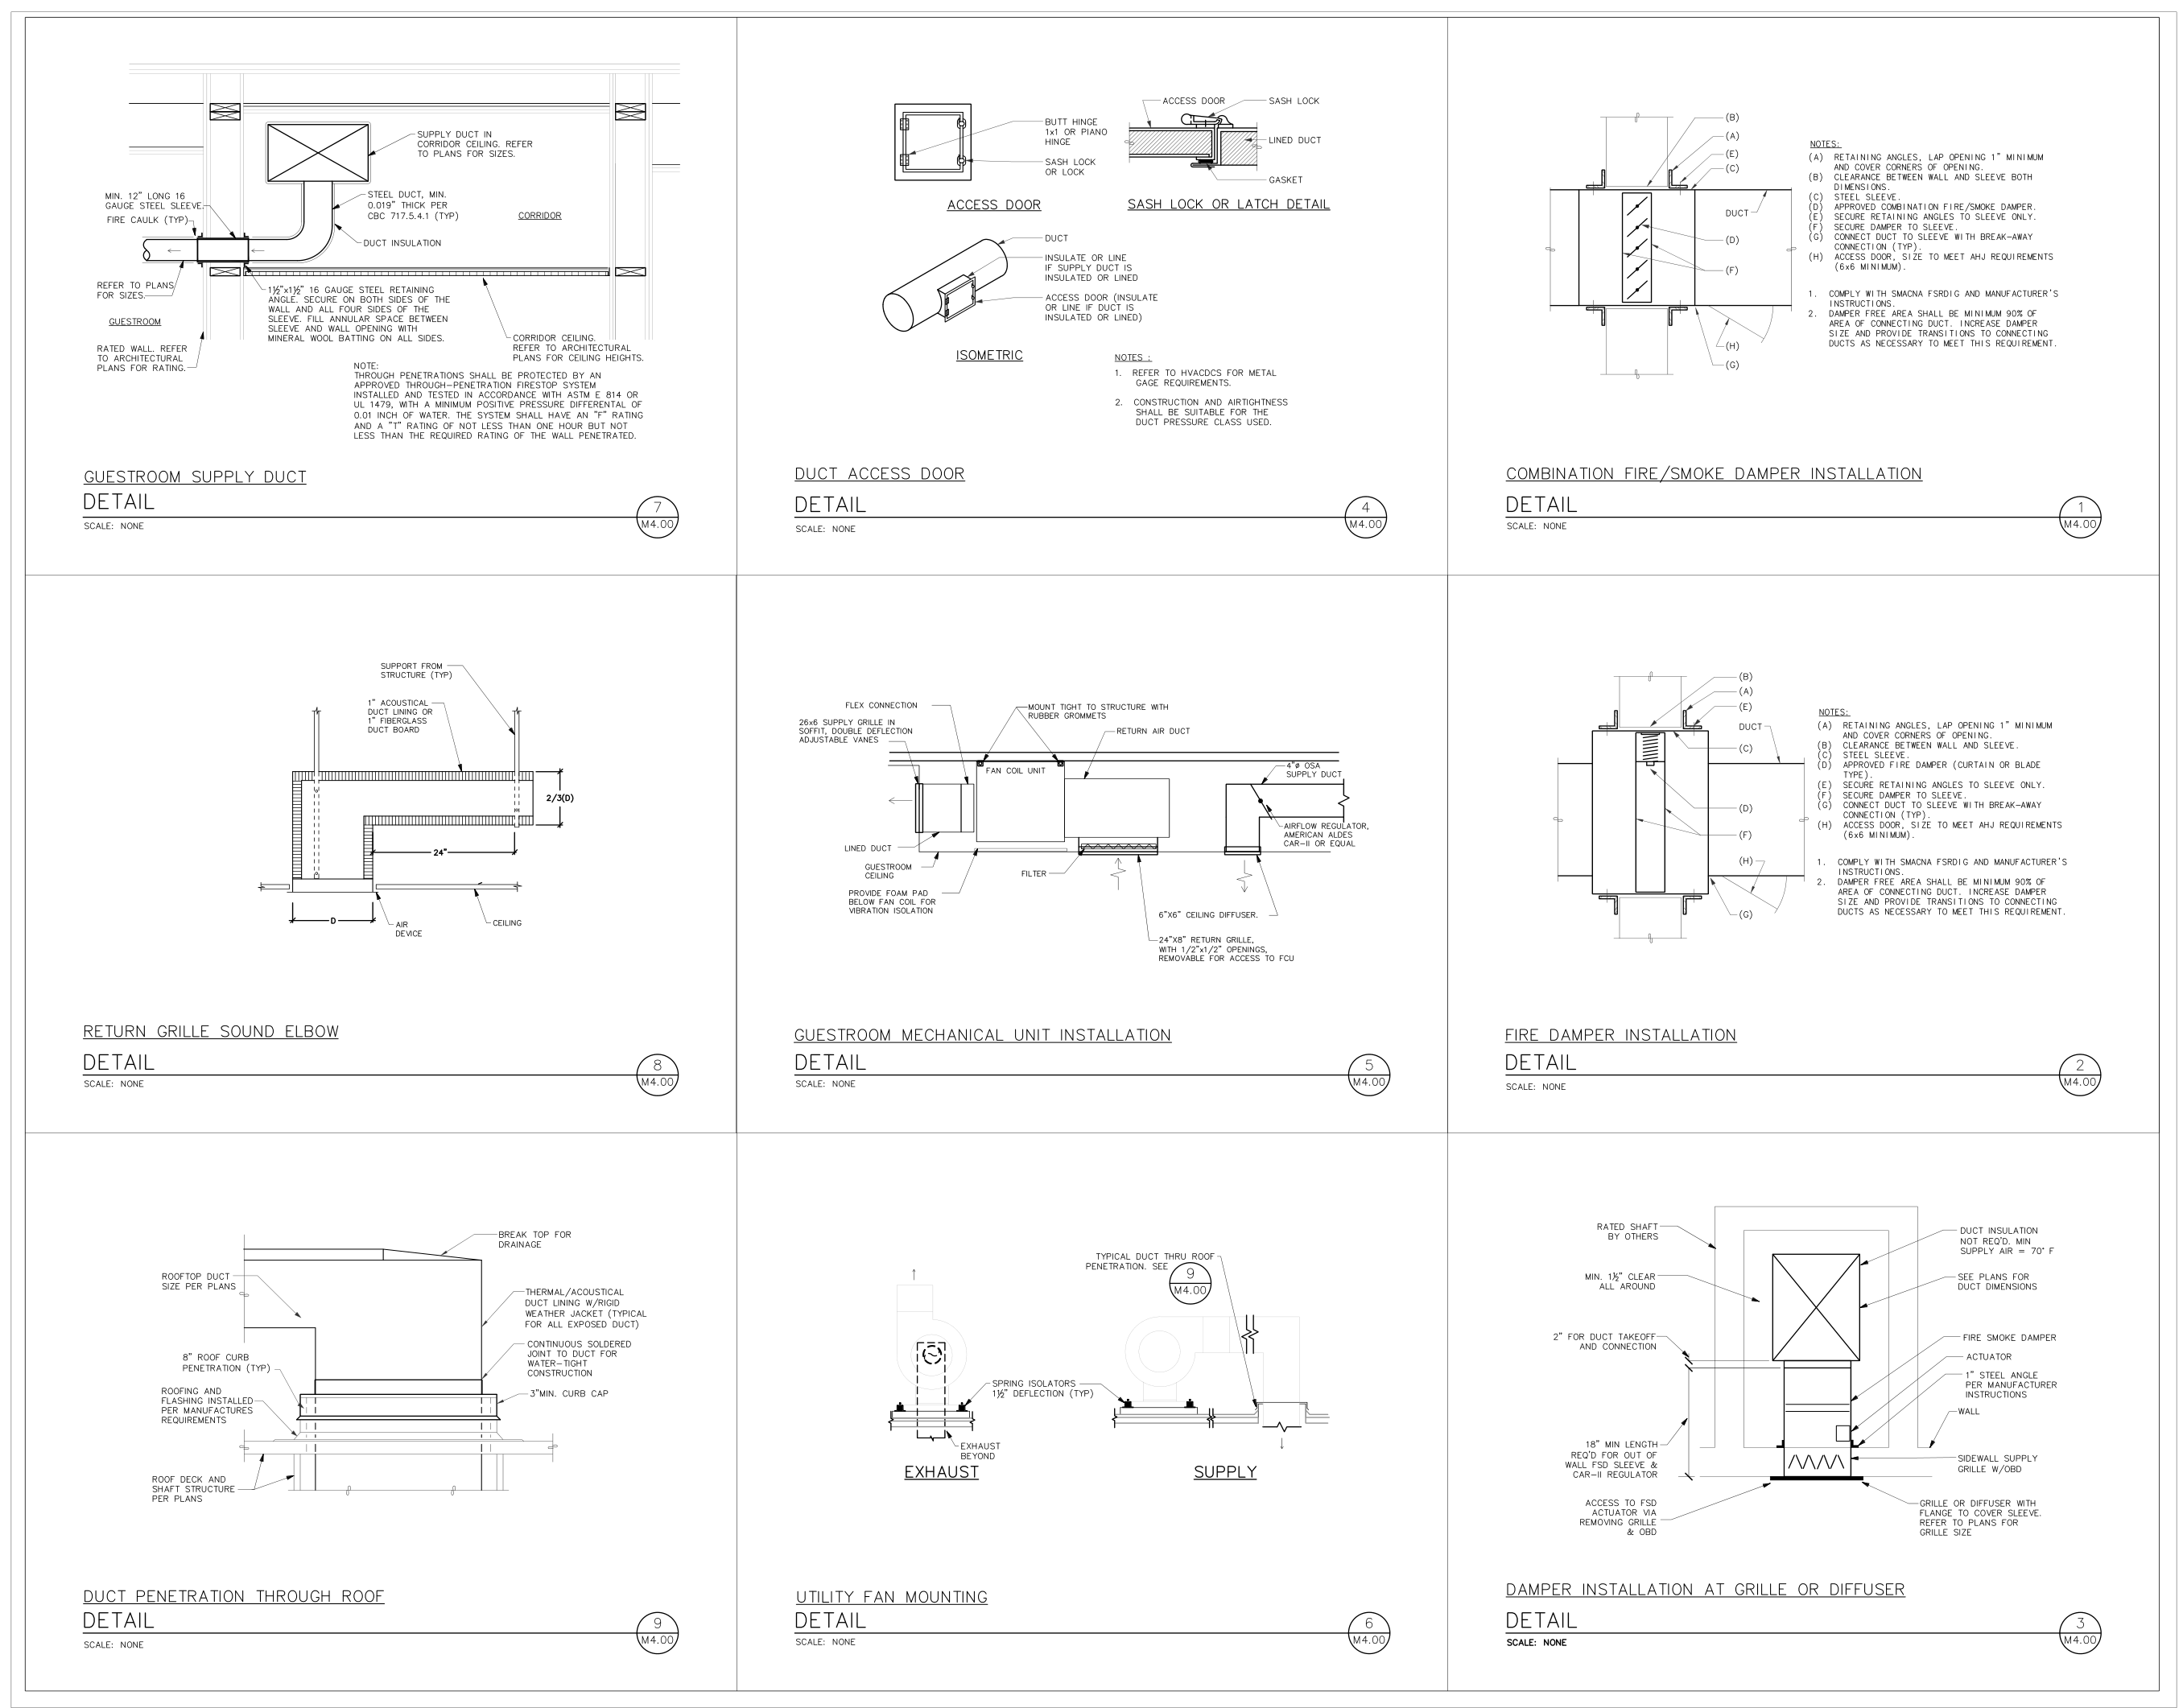 SUPPLY DUCT IN
CORRIDOR CEILING. REFER
TO PLANS FOR SIZES.
MIN. 12" LONG 16
GAUGE STEEL SLEEVE.
FIRE CAULK (TYP)
STEEL DUCT, MIN.
0.019" THICK PER
CBC 717.5.4.1 (TYP)
CORRIDOR
DUCT INSULATION
REFER TO PLANS
FOR SIZES.
GUESTROOM
1½"x1½" 16 GAUGE STEEL RETAINING
ANGLE. SECURE ON BOTH SIDES OF THE
WALL AND ALL FOUR SIDES OF THE
SLEEVE. FILL ANNULAR SPACE BETWEEN
SLEEVE AND WALL OPENING WITH
MINERAL WOOL BATTING ON ALL SIDES.
RATED WALL. REFER
TO ARCHITECTURAL
PLANS FOR RATING.
CORRIDOR CEILING.
REFER TO ARCHITECTURAL
PLANS FOR CEILING HEIGHTS.
NOTE:
THROUGH PENETRATIONS SHALL BE PROTECTED BY AN
APPROVED THROUGH-PENETRATION FIRESTOP SYSTEM
INSTALLED AND TESTED IN ACCORDANCE WITH ASTM E 814 OR
UL 1479, WITH A MINIMUM POSITIVE PRESSURE DIFFERENTIAL OF
0.01 INCH OF WATER. THE SYSTEM SHALL HAVE AN "F" RATING
AND A "T" RATING OF NOT LESS THAN ONE HOUR BUT NOT
LESS THAN THE REQUIRED RATING OF THE WALL PENETRATED.
GUESTROOM SUPPLY DUCT
DETAIL
SCALE: NONE
7
M4.00
ACCESS DOOR
SASH LOCK
BUTT HINGE
1x1 OR PIANO
HINGE
SASH LOCK
OR LOCK
LINED DUCT
GASKET
ACCESS DOOR
SASH LOCK OR LATCH DETAIL
DUCT
INSULATE OR LINE
IF SUPPLY DUCT IS
INSULATED OR LINED
ACCESS DOOR (INSULATE
OR LINE IF DUCT IS
INSULATED OR LINED)
ISOMETRIC
NOTES :
1. REFER TO HVACDCS FOR METAL
GAGE REQUIREMENTS.
2. CONSTRUCTION AND AIRTIGHTNESS
SHALL BE SUITABLE FOR THE
DUCT PRESSURE CLASS USED.
DUCT ACCESS DOOR
DETAIL
SCALE: NONE
4
M4.00
(B)
(A)
(E)
(C)
DUCT
(D)
(F)
(H)
(G)
NOTES:
(A) RETAINING ANGLES, LAP OPENING 1" MINIMUM
AND COVER CORNERS OF OPENING.
(B) CLEARANCE BETWEEN WALL AND SLEEVE BOTH
DIMENSIONS.
(C) STEEL SLEEVE.
(D) APPROVED COMBINATION FIRE/SMOKE DAMPER.
(E) SECURE RETAINING ANGLES TO SLEEVE ONLY.
(F) SECURE DAMPER TO SLEEVE.
(G) CONNECT DUCT TO SLEEVE WITH BREAK-AWAY
CONNECTION (TYP).
(H) ACCESS DOOR, SIZE TO MEET AHJ REQUIREMENTS
(6x6 MINIMUM).
1. COMPLY WITH SMACNA FSRDIG AND MANUFACTURER'S
INSTRUCTIONS.
2. DAMPER FREE AREA SHALL BE MINIMUM 90% OF
AREA OF CONNECTING DUCT. INCREASE DAMPER
SIZE AND PROVIDE TRANSITIONS TO CONNECTING
DUCTS AS NECESSARY TO MEET THIS REQUIREMENT.
COMBINATION FIRE/SMOKE DAMPER INSTALLATION
DETAIL
SCALE: NONE
1
M4.00
SUPPORT FROM
STRUCTURE (TYP)
1" ACOUSTICAL
DUCT LINING OR
1" FIBERGLASS
DUCT BOARD
2/3(D)
24"
D
AIR
DEVICE
CEILING
RETURN GRILLE SOUND ELBOW
DETAIL
SCALE: NONE
8
M4.00
FLEX CONNECTION
26x6 SUPPLY GRILLE IN
SOFFIT, DOUBLE DEFLECTION
ADJUSTABLE VANES
MOUNT TIGHT TO STRUCTURE WITH
RUBBER GROMMETS
RETURN AIR DUCT
FAN COIL UNIT
4"ø OSA
SUPPLY DUCT
AIRFLOW REGULATOR,
AMERICAN ALDES
CAR-II OR EQUAL
LINED DUCT
GUESTROOM
CEILING
FILTER
PROVIDE FOAM PAD
BELOW FAN COIL FOR
VIBRATION ISOLATION
6"X6" CEILING DIFFUSER.
24"X8" RETURN GRILLE,
WITH 1/2"x1/2" OPENINGS,
REMOVABLE FOR ACCESS TO FCU
GUESTROOM MECHANICAL UNIT INSTALLATION
DETAIL
SCALE: NONE
5
M4.00
(B)
(A)
(E)
DUCT
(C)
(D)
(F)
(H)
(G)
NOTES:
(A) RETAINING ANGLES, LAP OPENING 1" MINIMUM
AND COVER CORNERS OF OPENING.
(B) CLEARANCE BETWEEN WALL AND SLEEVE.
(C) STEEL SLEEVE.
(D) APPROVED FIRE DAMPER (CURTAIN OR BLADE
TYPE).
(E) SECURE RETAINING ANGLES TO SLEEVE ONLY.
(F) SECURE DAMPER TO SLEEVE.
(G) CONNECT DUCT TO SLEEVE WITH BREAK-AWAY
CONNECTION (TYP).
(H) ACCESS DOOR, SIZE TO MEET AHJ REQUIREMENTS
(6x6 MINIMUM).
1. COMPLY WITH SMACNA FSRDIG AND MANUFACTURER'S
INSTRUCTIONS.
2. DAMPER FREE AREA SHALL BE MINIMUM 90% OF
AREA OF CONNECTING DUCT. INCREASE DAMPER
SIZE AND PROVIDE TRANSITIONS TO CONNECTING
DUCTS AS NECESSARY TO MEET THIS REQUIREMENT.
FIRE DAMPER INSTALLATION
DETAIL
SCALE: NONE
2
M4.00
BREAK TOP FOR
DRAINAGE
ROOFTOP DUCT
SIZE PER PLANS
THERMAL/ACOUSTICAL
DUCT LINING W/RIGID
WEATHER JACKET (TYPICAL
FOR ALL EXPOSED DUCT)
8" ROOF CURB
PENETRATION (TYP)
CONTINUOUS SOLDERED
JOINT TO DUCT FOR
WATER-TIGHT
CONSTRUCTION
ROOFING AND
FLASHING INSTALLED
PER MANUFACTURES
REQUIREMENTS
3"MIN. CURB CAP
ROOF DECK AND
SHAFT STRUCTURE
PER PLANS
DUCT PENETRATION THROUGH ROOF
DETAIL
SCALE: NONE
9
M4.00
TYPICAL DUCT THRU ROOF
PENETRATION. SEE
9
M4.00
SPRING ISOLATORS
1½" DEFLECTION (TYP)
EXHAUST
BEYOND
EXHAUST
SUPPLY
UTILITY FAN MOUNTING
DETAIL
SCALE: NONE
6
M4.00
RATED SHAFT
BY OTHERS
DUCT INSULATION
NOT REQ'D. MIN
SUPPLY AIR = 70° F
MIN. 1½" CLEAR
ALL AROUND
SEE PLANS FOR
DUCT DIMENSIONS
2" FOR DUCT TAKEOFF
AND CONNECTION
FIRE SMOKE DAMPER
ACTUATOR
1" STEEL ANGLE
PER MANUFACTURER
INSTRUCTIONS
WALL
18" MIN LENGTH
REQ'D FOR OUT OF
WALL FSD SLEEVE &
CAR-II REGULATOR
SIDEWALL SUPPLY
GRILLE W/OBD
ACCESS TO FSD
ACTUATOR VIA
REMOVING GRILLE
& OBD
GRILLE OR DIFFUSER WITH
FLANGE TO COVER SLEEVE.
REFER TO PLANS FOR
GRILLE SIZE
DAMPER INSTALLATION AT GRILLE OR DIFFUSER
DETAIL
SCALE: NONE
3
M4.00